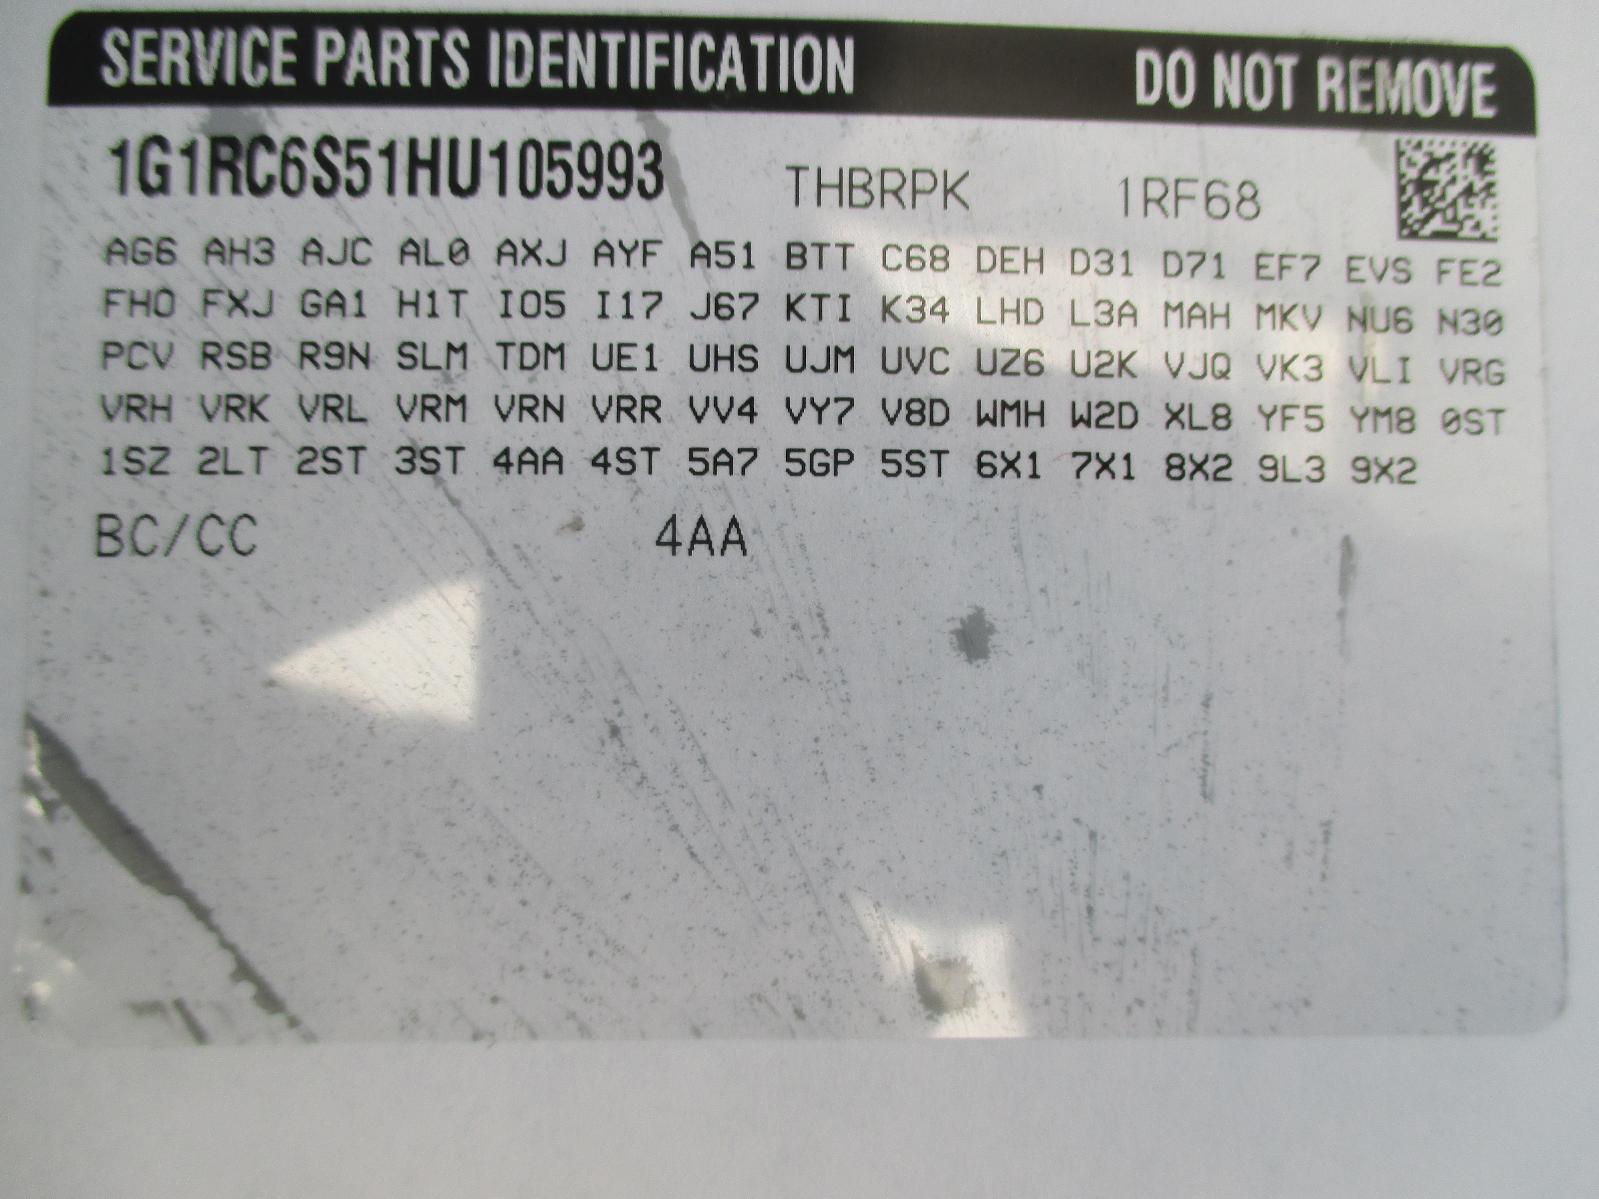 SERVICE PARTS IDENTIFICATION DO NOT REMOVE
1G1RC6S51HU105993 THBRPK 1RF68
AG6 AH3 AJC AL0 AXJ AYF A51 BTT C68 DEH D31 D71 EF7 EVS FE2
FHO FXJ GA1 H1T I05 I17 J67 KTI K34 LHD L3A MAH MKV NU6 N30
PCV RSB R9N SLM TDM UE1 UHS UJM UVC UZ6 U2K VJQ VK3 VLI VRG
VRH VRK VRL VRM VRN VRR VV4 VY7 V8D WMH W2D XL8 YF5 YM8 0ST
1SZ 2LT 2ST 3ST 4AA 4ST 5A7 5GP 5ST 6X1 7X1 8X2 9L3 9X2
BC/CC 4AA